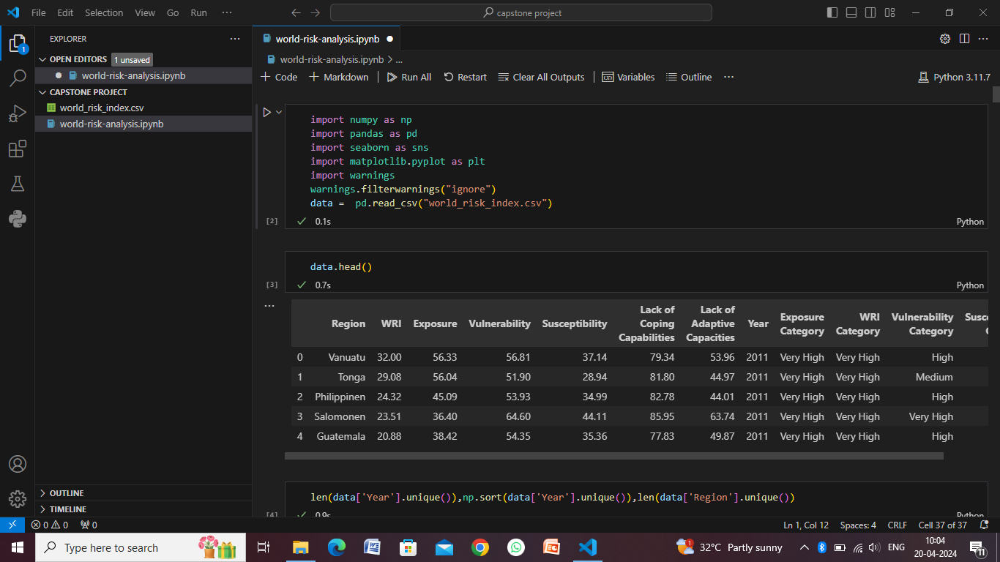 File Edit Selection View Go Run ···
capstone project
EXPLORER ···
OPEN EDITORS 1 unsaved
world-risk-analysis.ipynb
CAPSTONE PROJECT
world_risk_index.csv
world-risk-analysis.ipynb
OUTLINE
TIMELINE
1
world-risk-analysis.ipynb
world-risk-analysis.ipynb > ...
+ Code + Markdown | Run All Restart Clear All Outputs | Variables Outline ··· Python 3.11.7
import numpy as np
import pandas as pd
import seaborn as sns
import matplotlib.pyplot as plt
import warnings
warnings.filterwarnings("ignore")
data =  pd.read_csv("world_risk_index.csv")
[2] 0.1s Python
data.head()
[3] 0.7s Python
···
Region WRI Exposure Vulnerability Susceptibility Lack of Coping Capabilities Lack of Adaptive Capacities Year Exposure Category WRI Category Vulnerability Category
0 Vanuatu 32.00 56.33 56.81 37.14 79.34 53.96 2011 Very High Very High High
1 Tonga 29.08 56.04 51.90 28.94 81.80 44.97 2011 Very High Very High Medium
2 Philippinen 24.32 45.09 53.93 34.99 82.78 44.01 2011 Very High Very High High
3 Salomonen 23.51 36.40 64.60 44.11 85.95 63.74 2011 Very High Very High Very High
4 Guatemala 20.88 38.42 54.35 35.36 77.83 49.87 2011 Very High Very High High
len(data['Year'].unique()),np.sort(data['Year'].unique()),len(data['Region'].unique())
[4] 0.9s Python
0 0 0 Ln 1, Col 12 Spaces: 4 CRLF Cell 37 of 37
Type here to search 32°C Partly sunny ENG 10:04
20-04-2024 11